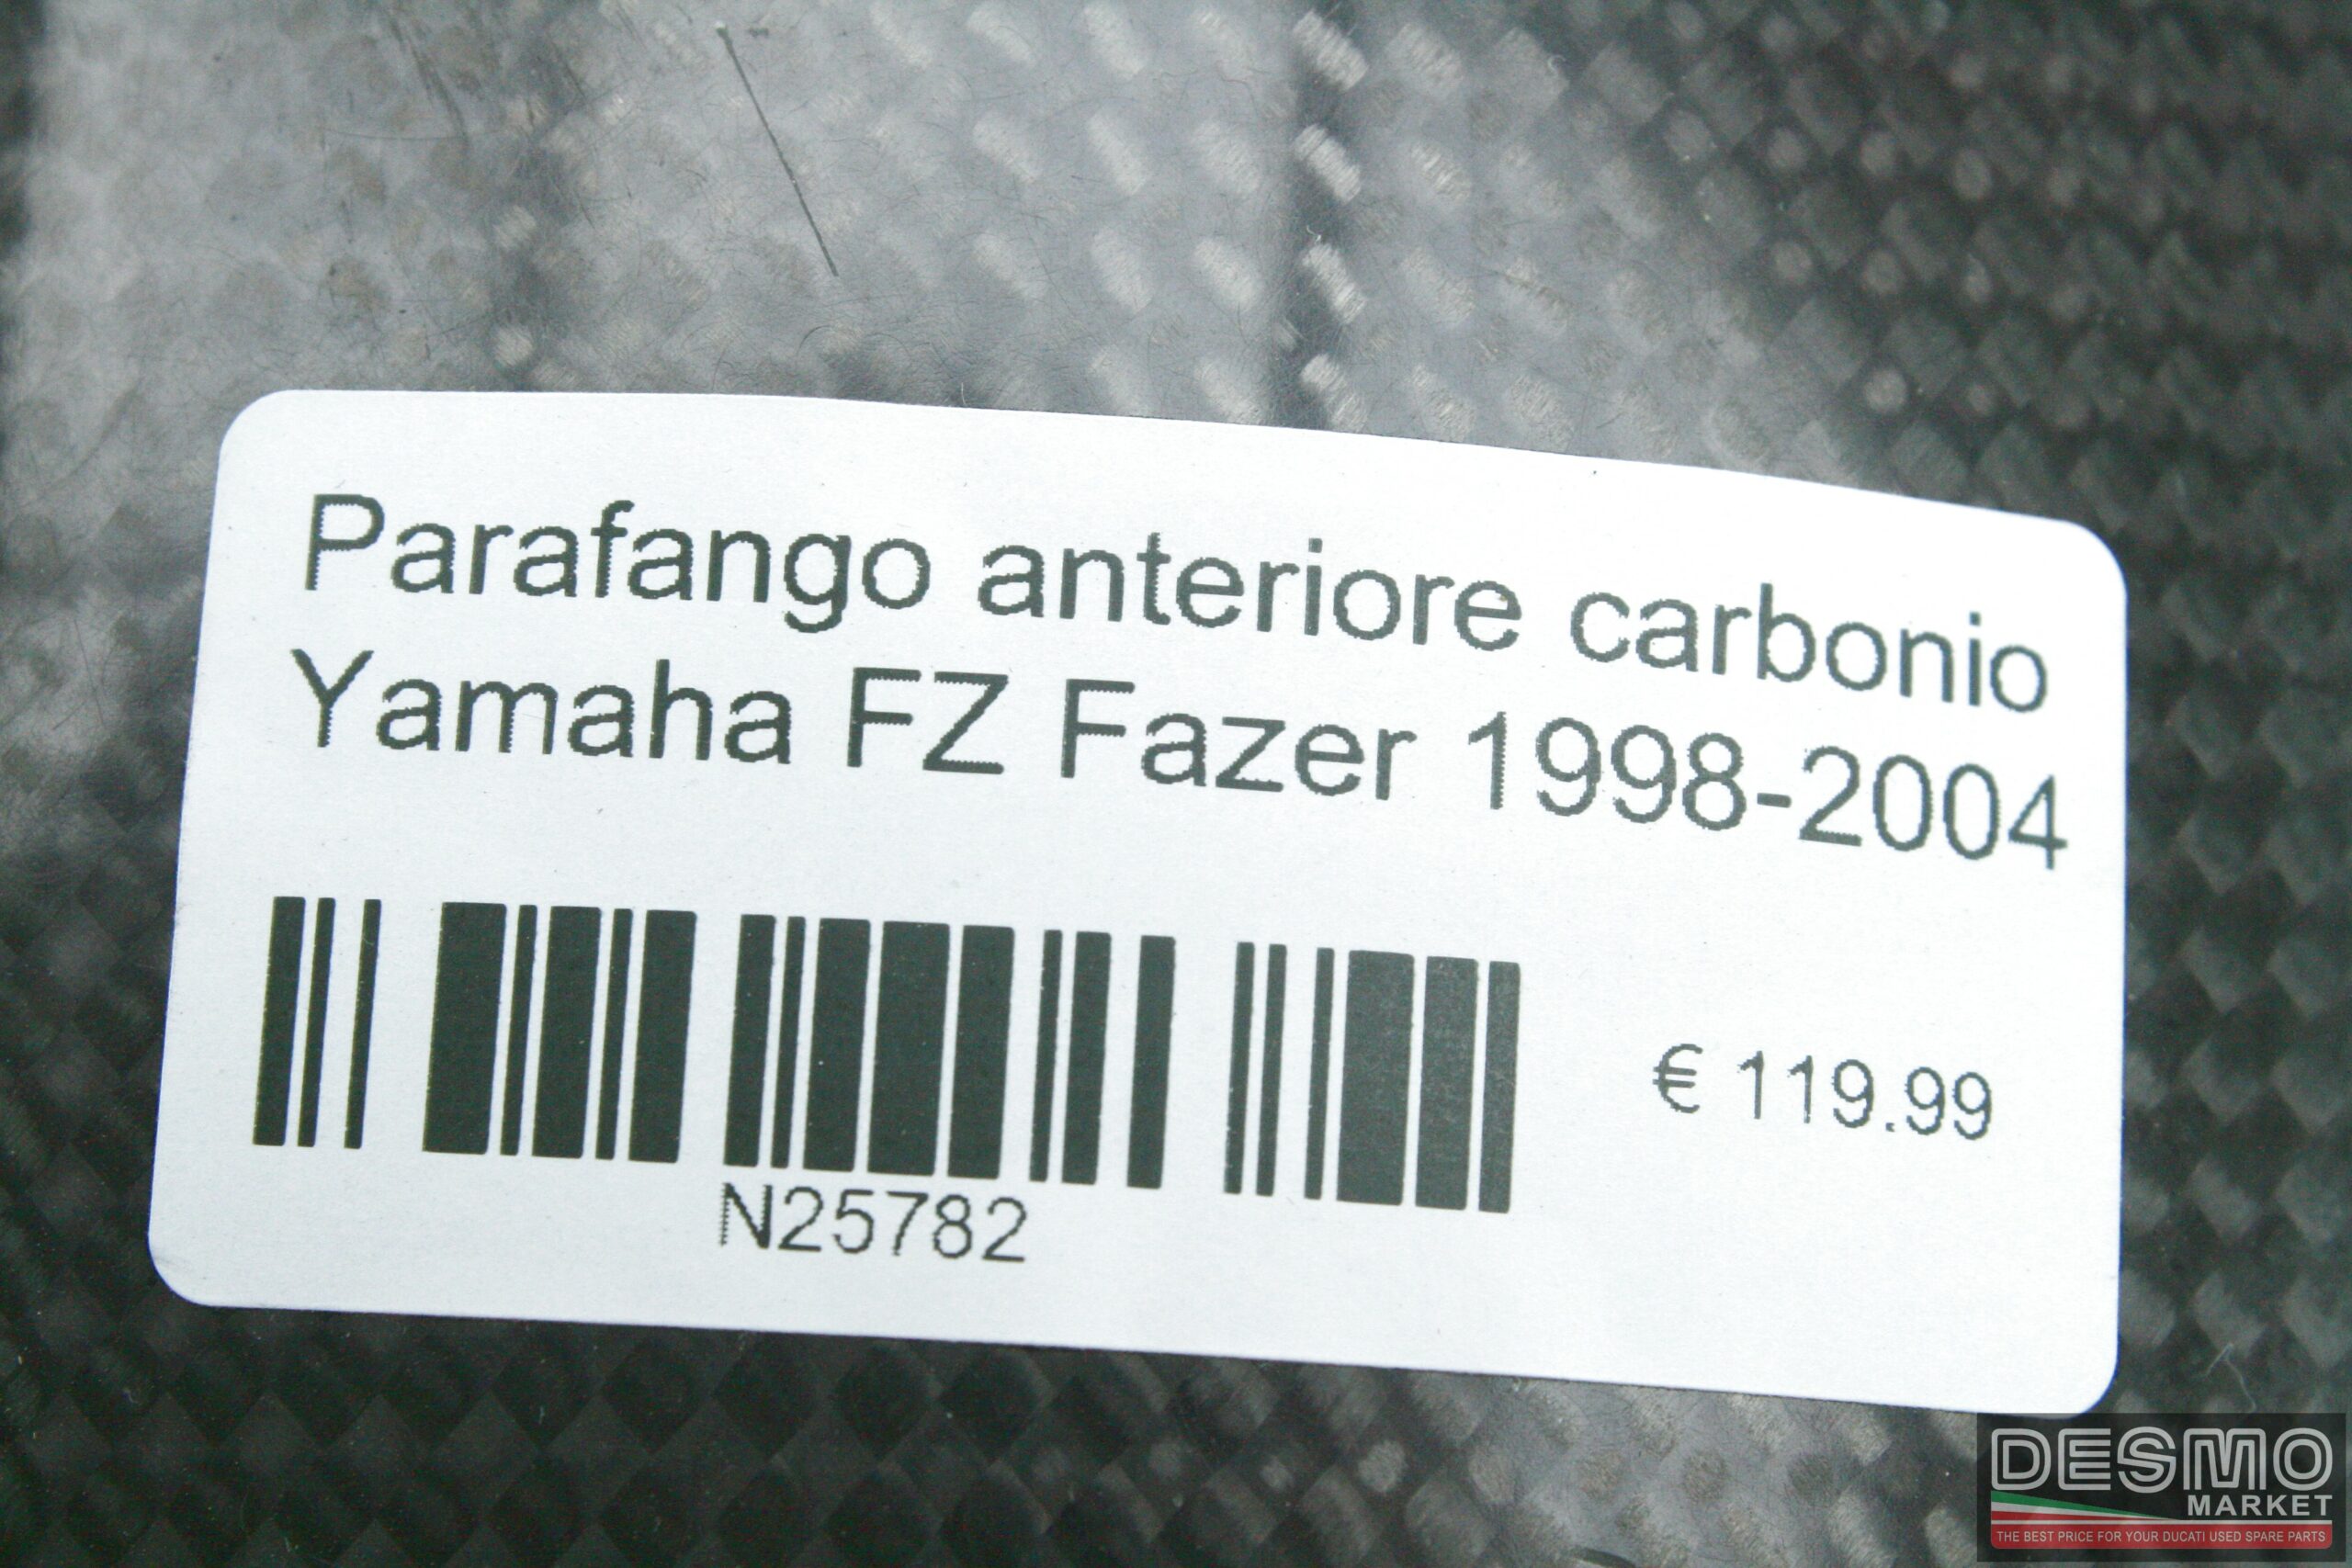 Parafango anteriore carbonio
Yamaha FZ Fazer 1998-2004
€ 119.99
N25782
DESMO
MARKET
THE BEST PRICE FOR YOUR DUCATI USED SPARE PARTS